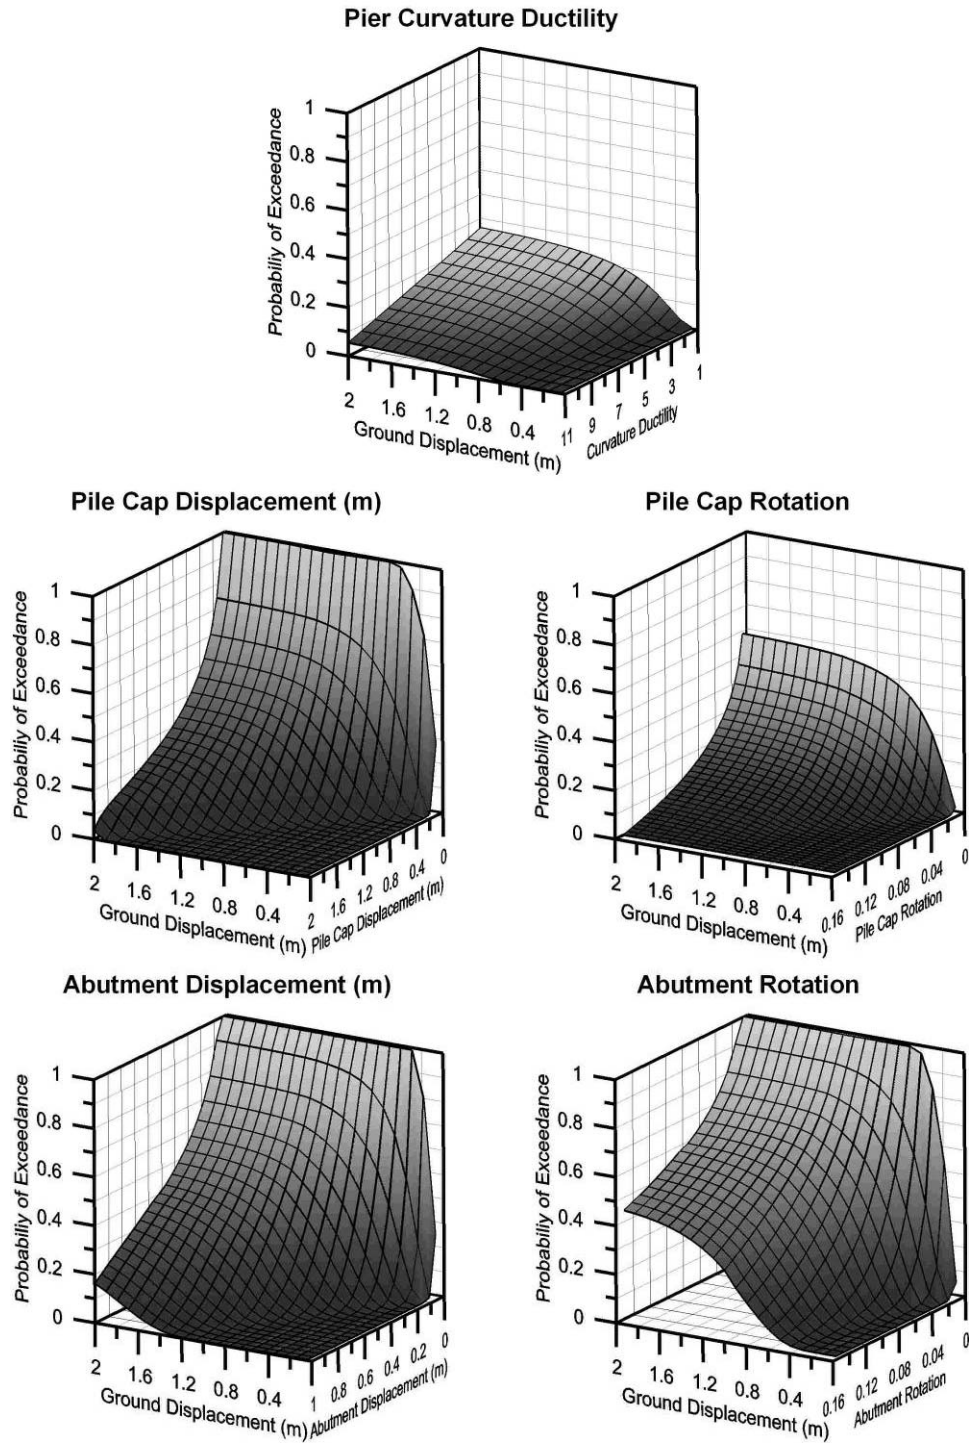 Pier Curvature Ductility
Probabiliy of Exceedance
1
0.8
0.6
0.4
0.2
0
2 1.6 1.2 0.8 0.4
Ground Displacement (m)
11 9 7 5 3 1
Curvature Ductility
Pile Cap Displacement (m)
Probabiliy of Exceedance
1
0.8
0.6
0.4
0.2
0
2 1.6 1.2 0.8 0.4
Ground Displacement (m)
2 1.6 1.2 0.8 0.4 0
Pile Cap Displacement (m)
Pile Cap Rotation
Probabiliy of Exceedance
1
0.8
0.6
0.4
0.2
0
2 1.6 1.2 0.8 0.4
Ground Displacement (m)
0.16 0.12 0.08 0.04 0
Pile Cap Rotation
Abutment Displacement (m)
Probabiliy of Exceedance
1
0.8
0.6
0.4
0.2
0
2 1.6 1.2 0.8 0.4
Ground Displacement (m)
1 0.8 0.6 0.4 0.2 0
Abutment Displacement (m)
Abutment Rotation
Probabiliy of Exceedance
1
0.8
0.6
0.4
0.2
0
2 1.6 1.2 0.8 0.4
Ground Displacement (m)
0.16 0.12 0.08 0.04 0
Abutment Rotation